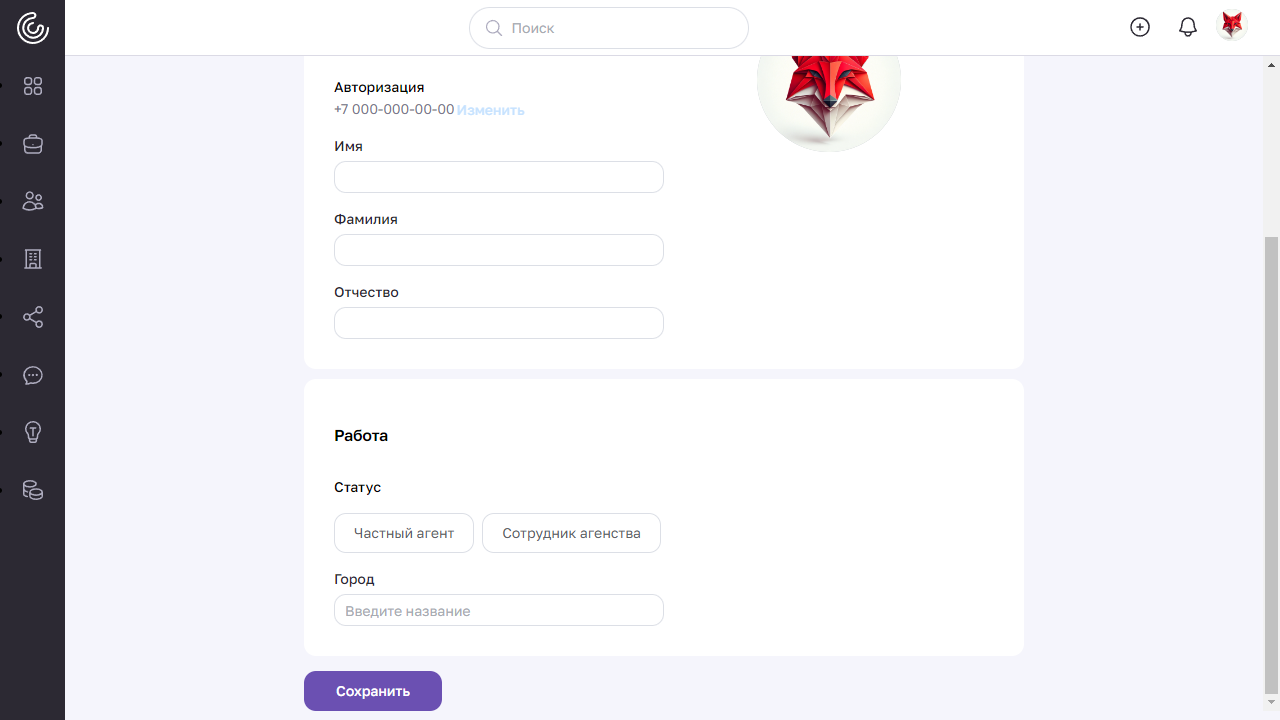 Поиск
Авторизация
+7 000-000-00-00 Изменить
Имя
Фамилия
Отчество
Работа
Статус
Частный агент Сотрудник агенства
Город
Введите название
Сохранить